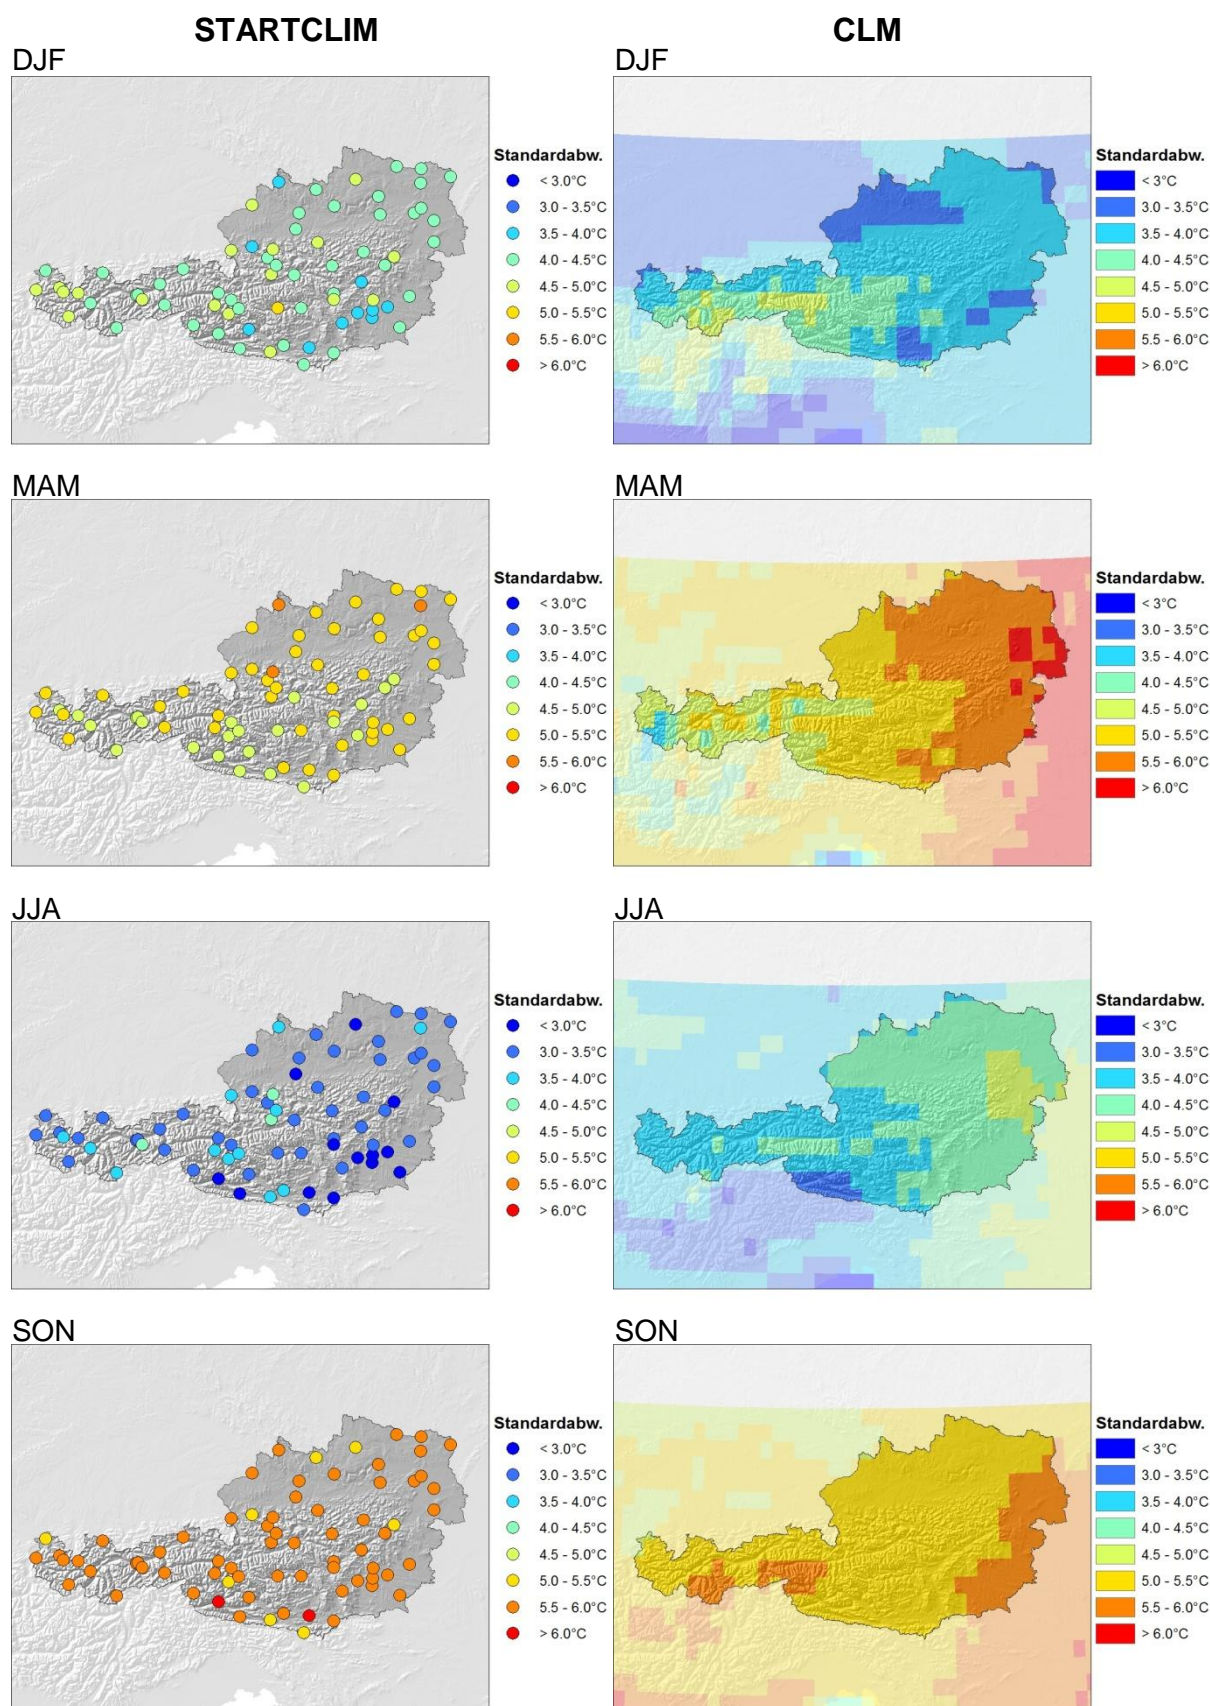 STARTCLIM
CLM
DJF
DJF
Standardabw.
< 3.0°C
3.0 - 3.5°C
3.5 - 4.0°C
4.0 - 4.5°C
4.5 - 5.0°C
5.0 - 5.5°C
5.5 - 6.0°C
> 6.0°C
Standardabw.
< 3°C
3.0 - 3.5°C
3.5 - 4.0°C
4.0 - 4.5°C
4.5 - 5.0°C
5.0 - 5.5°C
5.5 - 6.0°C
> 6.0°C
MAM
MAM
Standardabw.
< 3.0°C
3.0 - 3.5°C
3.5 - 4.0°C
4.0 - 4.5°C
4.5 - 5.0°C
5.0 - 5.5°C
5.5 - 6.0°C
> 6.0°C
Standardabw.
< 3°C
3.0 - 3.5°C
3.5 - 4.0°C
4.0 - 4.5°C
4.5 - 5.0°C
5.0 - 5.5°C
5.5 - 6.0°C
> 6.0°C
JJA
JJA
Standardabw.
< 3.0°C
3.0 - 3.5°C
3.5 - 4.0°C
4.0 - 4.5°C
4.5 - 5.0°C
5.0 - 5.5°C
5.5 - 6.0°C
> 6.0°C
Standardabw.
< 3°C
3.0 - 3.5°C
3.5 - 4.0°C
4.0 - 4.5°C
4.5 - 5.0°C
5.0 - 5.5°C
5.5 - 6.0°C
> 6.0°C
SON
SON
Standardabw.
< 3.0°C
3.0 - 3.5°C
3.5 - 4.0°C
4.0 - 4.5°C
4.5 - 5.0°C
5.0 - 5.5°C
5.5 - 6.0°C
> 6.0°C
Standardabw.
< 3°C
3.0 - 3.5°C
3.5 - 4.0°C
4.0 - 4.5°C
4.5 - 5.0°C
5.0 - 5.5°C
5.5 - 6.0°C
> 6.0°C